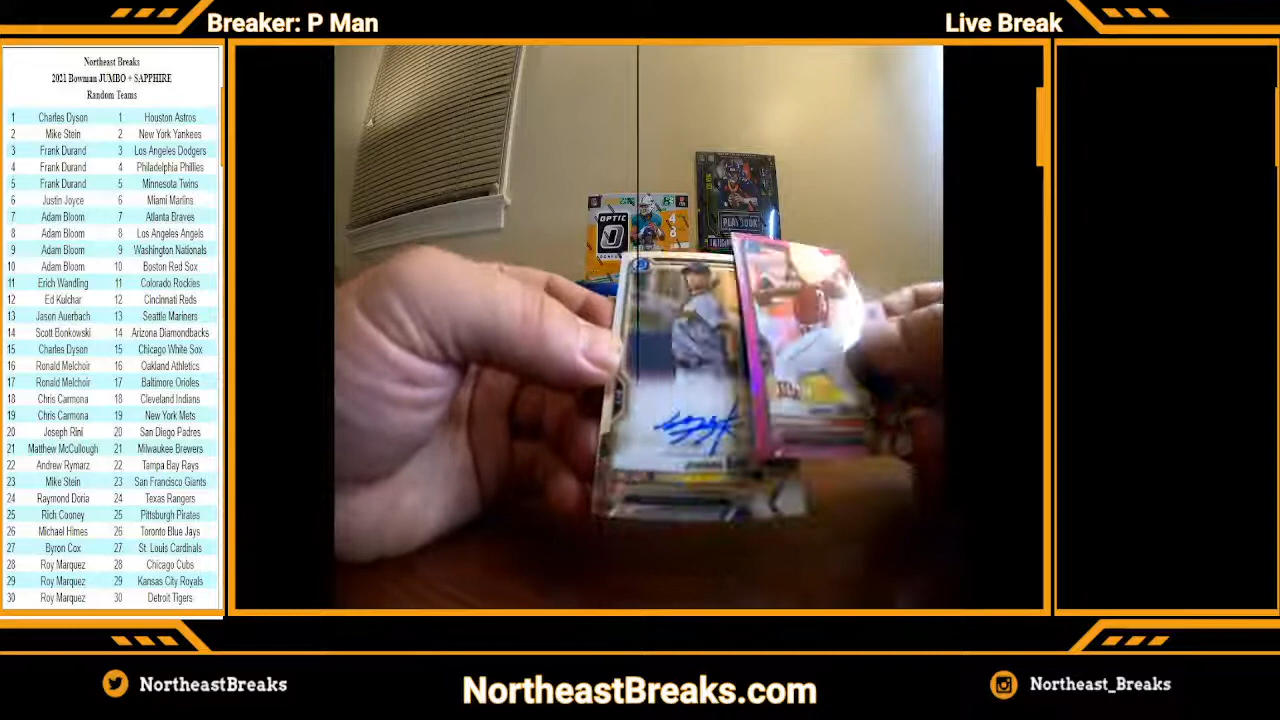 Breaker: P Man
Live Break
Northeast Breaks
2021 Bowman JUMBO + SAPPHIRE
Random Teams
1 Charles Dyson 1 Houston Astros
2 Mike Stein 2 New York Yankees
3 Frank Durand 3 Los Angeles Dodgers
4 Frank Durand 4 Philadelphia Phillies
5 Frank Durand 5 Minnesota Twins
6 Justin Joyce 6 Miami Marlins
7 Adam Bloom 7 Atlanta Braves
8 Adam Bloom 8 Los Angeles Angels
9 Adam Bloom 9 Washington Nationals
10 Adam Bloom 10 Boston Red Sox
11 Erich Wandling 11 Colorado Rockies
12 Ed Kulchar 12 Cincinnati Reds
13 Jason Auerbach 13 Seattle Mariners
14 Scott Bonkowski 14 Arizona Diamondbacks
15 Charles Dyson 15 Chicago White Sox
16 Ronald Melchoir 16 Oakland Athletics
17 Ronald Melchoir 17 Baltimore Orioles
18 Chris Carmona 18 Cleveland Indians
19 Chris Carmona 19 New York Mets
20 Joseph Rini 20 San Diego Padres
21 Matthew McCullough 21 Milwaukee Brewers
22 Andrew Rymarz 22 Tampa Bay Rays
23 Mike Stein 23 San Francisco Giants
24 Raymond Doria 24 Texas Rangers
25 Rich Cooney 25 Pittsburgh Pirates
26 Michael Himes 26 Toronto Blue Jays
27 Byron Cox 27 St. Louis Cardinals
28 Roy Marquez 28 Chicago Cubs
29 Roy Marquez 29 Kansas City Royals
30 Roy Marquez 30 Detroit Tigers
OPTIC
PLAYBOOK
NortheastBreaks
NortheastBreaks.com
Northeast_Breaks